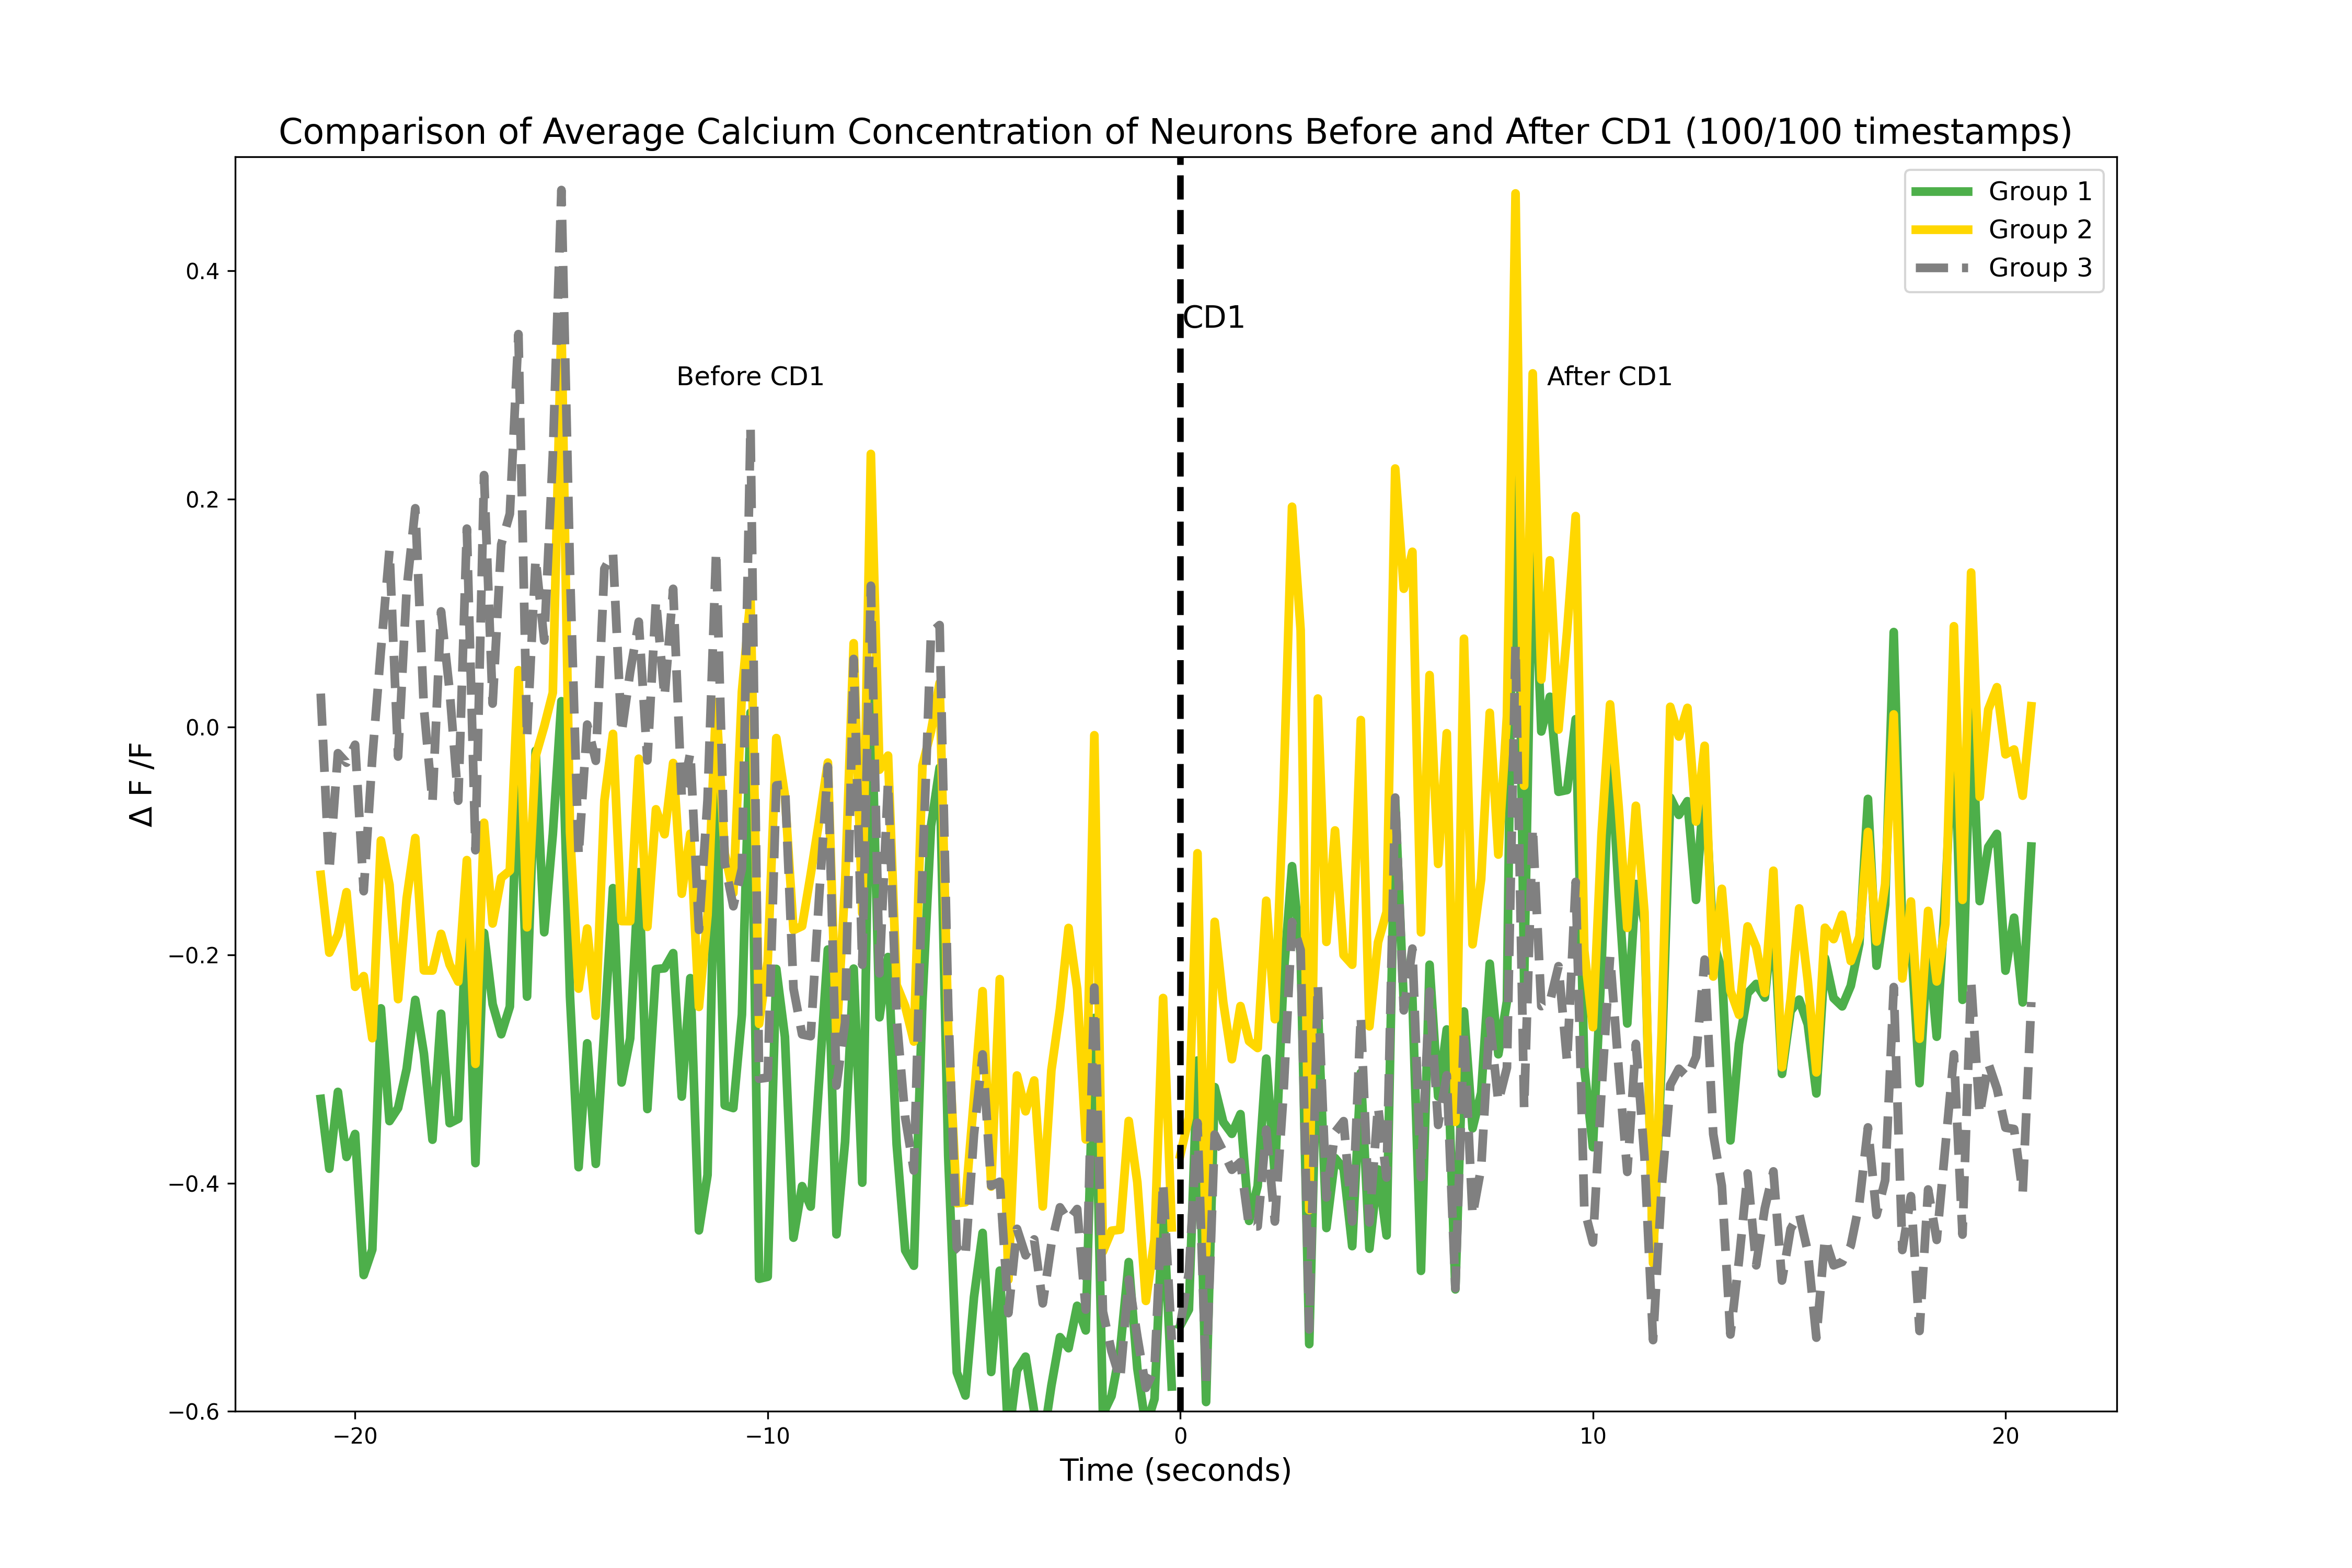 Comparison of Average Calcium Concentration of Neurons Before and After CD1 (100/100 timestamps)
Group 1
Group 2
Group 3
CD1
Before CD1
After CD1
Δ F /F
0.4
0.2
0.0
−0.2
−0.4
−0.6
−20
−10
0
10
20
Time (seconds)